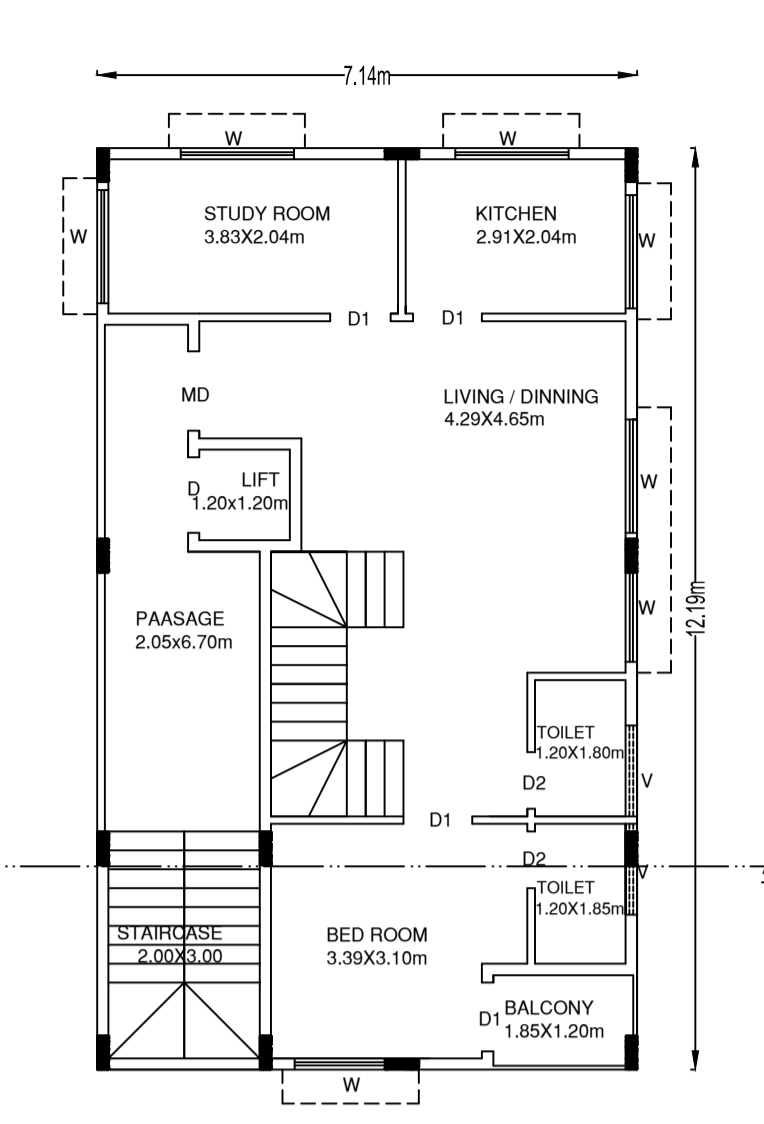 7.14m
W
W
STUDY ROOM
3.83X2.04m
KITCHEN
2.91X2.04m
W
W
D1
D1
MD
LIVING / DINNING
4.29X4.65m
D
LIFT
1.20x1.20m
W
W
12.19m
PAASAGE
2.05x6.70m
TOILET
1.20X1.80m
D2
V
D1
D2
V
TOILET
1.20X1.85m
STAIRCASE
2.00X3.00
BED ROOM
3.39X3.10m
D1
BALCONY
1.85X1.20m
W